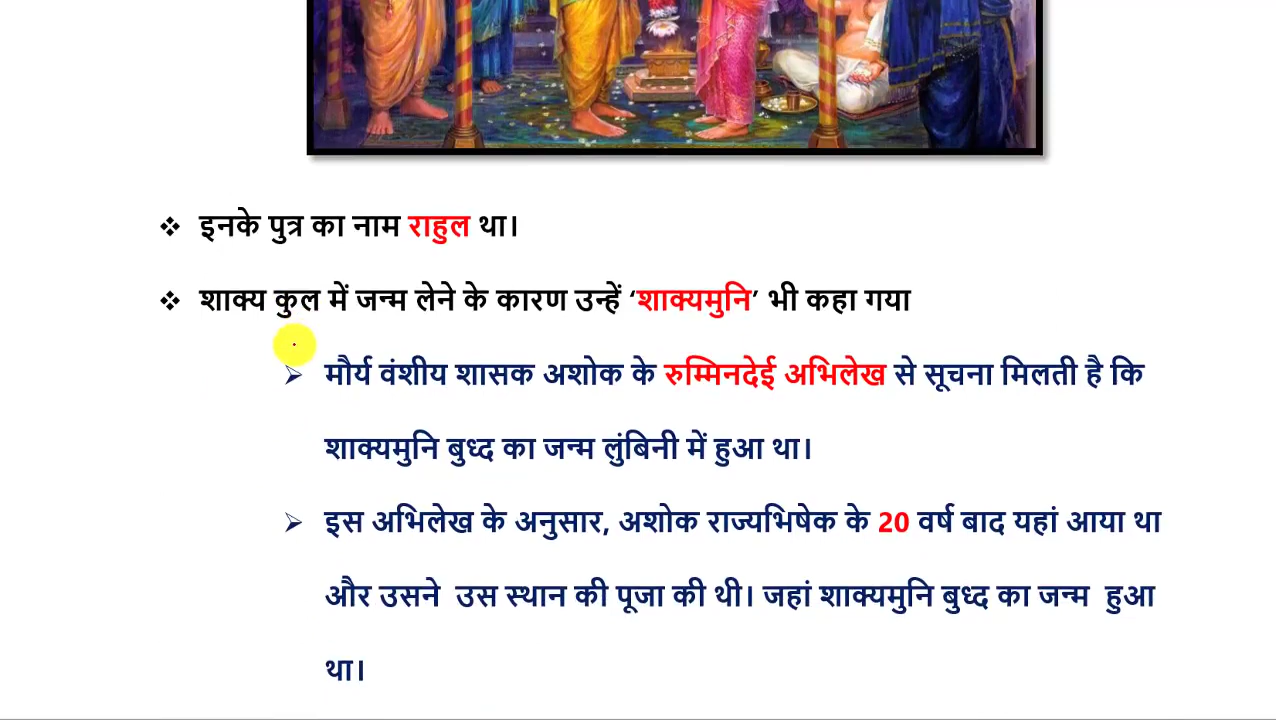 ❖ इनके पुत्र का नाम राहुल था।
❖ शाक्य कुल में जन्म लेने के कारण उन्हें ‘शाक्यमुनि’ भी कहा गया
➢ मौर्य वंशीय शासक अशोक के रुम्मिनदेई अभिलेख से सूचना मिलती है कि
शाक्यमुनि बुध्द का जन्म लुंबिनी में हुआ था।
➢ इस अभिलेख के अनुसार, अशोक राज्यभिषेक के 20 वर्ष बाद यहां आया था
और उसने उस स्थान की पूजा की थी। जहां शाक्यमुनि बुध्द का जन्म हुआ
था।